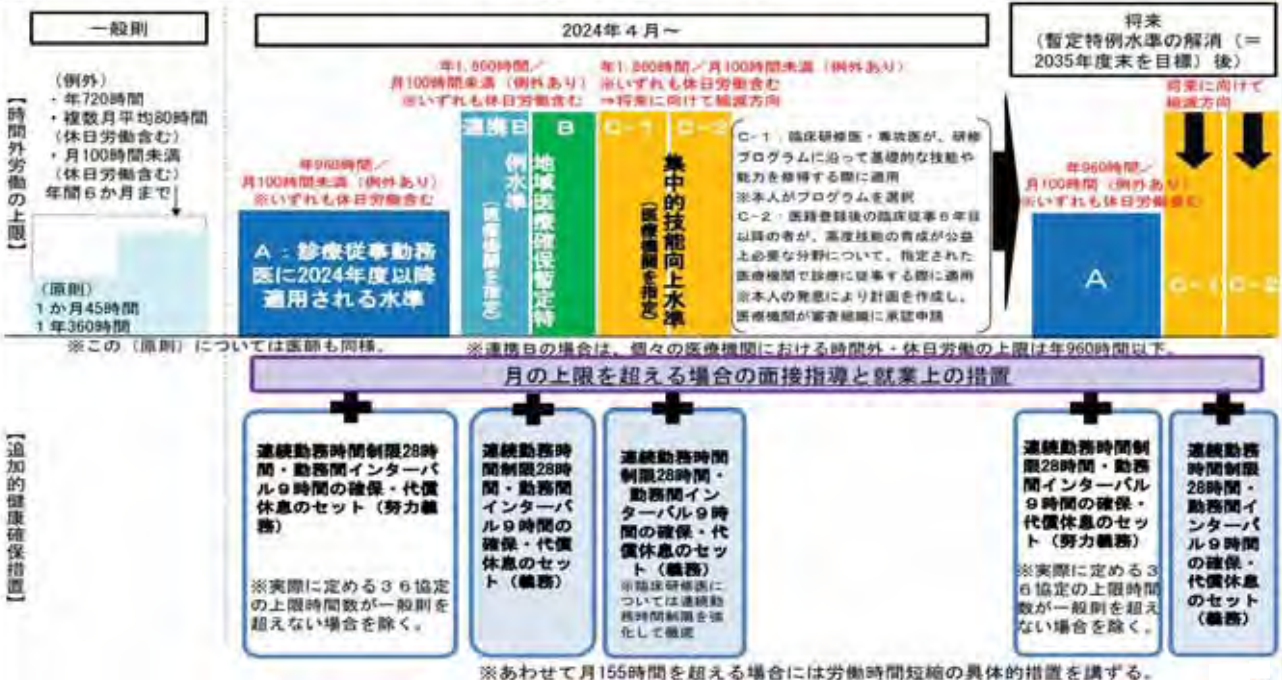 一般則
2024年4月～
将来
(暫定特例水準の解消(=
2035年度末を目標)後)
【時間外労働の上限】
(例外)
・年720時間
・複数月平均80時間
(休日労働含む)
・月100時間未満
(休日労働含む)
年間6か月まで
(原則)
1か月45時間
1年360時間
※この(原則)については医師も同様。
年960時間/
月100時間未満(例外あり)
※いずれも休日労働含む
A:診療従事勤務
医に2024年度以降
適用される水準
年1,860時間/
月100時間未満(例外あり)
※いずれも休日労働含む
連携B
B
地域医療確保暫定特
例水準
(医療機関を指定)
年1,860時間/月100時間未満(例外あり)
※いずれも休日労働含む
⇒将来に向けて縮減方向
C-1
C-2
集中的技能向上水準
(医療機関を指定)
C-1:臨床研修医・専攻医が、研修
プログラムに沿って基礎的な技能や
能力を修得する際に適用
※本人がプログラムを選択
C-2:医籍登録後の臨床従事6年目
以降の者が、高度技能の育成が公益
上必要な分野について、指定された
医療機関で診療に従事する際に適用
※本人の発意により計画を作成し、
医療機関が審査組織に承認申請
※連携Bの場合は、個々の医療機関における時間外・休日労働の上限は年960時間以下。
年960時間/
月100時間(例外あり)
※いずれも休日労働含む
A
将来に向けて
縮減方向
C-1
C-2
月の上限を超える場合の面接指導と就業上の措置
【追加的健康確保措置】
連続勤務時間制限28時
間・勤務間インターバ
ル9時間の確保・代償
休息のセット(努力義
務)
※実際に定める36協定
の上限時間数が一般則を
超えない場合を除く。
連続勤務時
間制限28時
間・勤務間
インターバ
ル9時間の
確保・代償
休息のセッ
ト(義務)
連続勤務時間
制限28時間・
勤務間イン
ターバル9時
間の確保・代
償休息のセッ
ト(義務)
※臨床研修医に
ついては連続勤
務時間制限を強
化して徹底
連続勤務時間制
限28時間・勤務
間インターバル
9時間の確保・
代償休息のセッ
ト(努力義務)
※実際に定める3
6協定の上限時間
数が一般則を超え
ない場合を除く。
連続勤務
時間制限
28時間・
勤務間イ
ンターバ
ル9時間
の確保・
代償休息
のセット
(義務)
※あわせて月155時間を超える場合には労働時間短縮の具体的措置を講ずる。